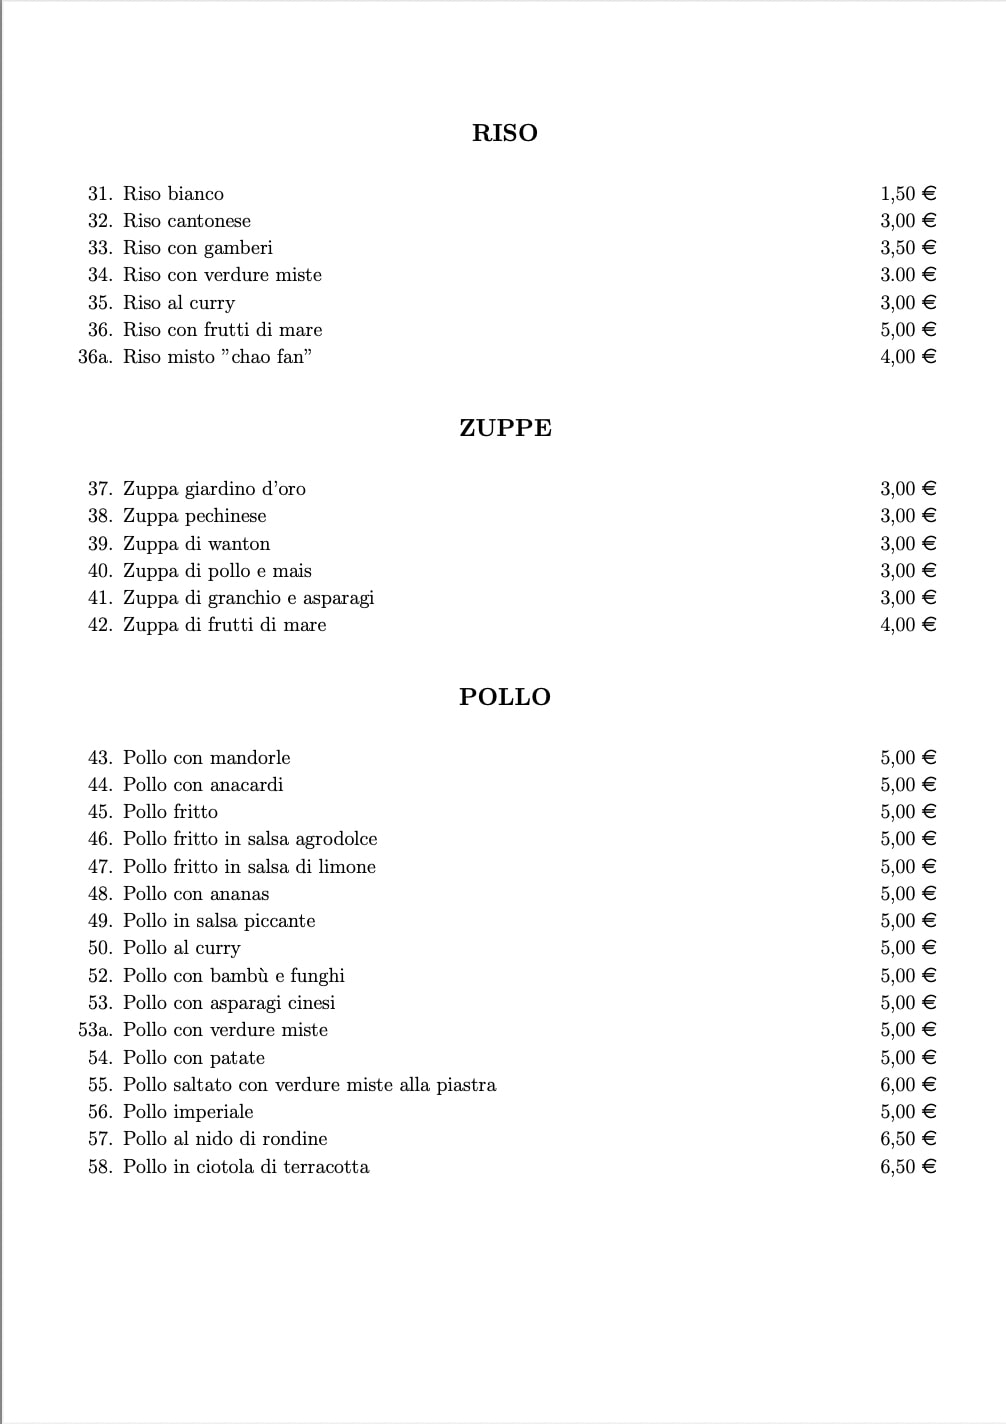 RISO
31. Riso bianco 1,50 €
32. Riso cantonese 3,00 €
33. Riso con gamberi 3,50 €
34. Riso con verdure miste 3.00 €
35. Riso al curry 3,00 €
36. Riso con frutti di mare 5,00 €
36a. Riso misto ”chao fan” 4,00 €
ZUPPE
37. Zuppa giardino d’oro 3,00 €
38. Zuppa pechinese 3,00 €
39. Zuppa di wanton 3,00 €
40. Zuppa di pollo e mais 3,00 €
41. Zuppa di granchio e asparagi 3,00 €
42. Zuppa di frutti di mare 4,00 €
POLLO
43. Pollo con mandorle 5,00 €
44. Pollo con anacardi 5,00 €
45. Pollo fritto 5,00 €
46. Pollo fritto in salsa agrodolce 5,00 €
47. Pollo fritto in salsa di limone 5,00 €
48. Pollo con ananas 5,00 €
49. Pollo in salsa piccante 5,00 €
50. Pollo al curry 5,00 €
52. Pollo con bambù e funghi 5,00 €
53. Pollo con asparagi cinesi 5,00 €
53a. Pollo con verdure miste 5,00 €
54. Pollo con patate 5,00 €
55. Pollo saltato con verdure miste alla piastra 6,00 €
56. Pollo imperiale 5,00 €
57. Pollo al nido di rondine 6,50 €
58. Pollo in ciotola di terracotta 6,50 €